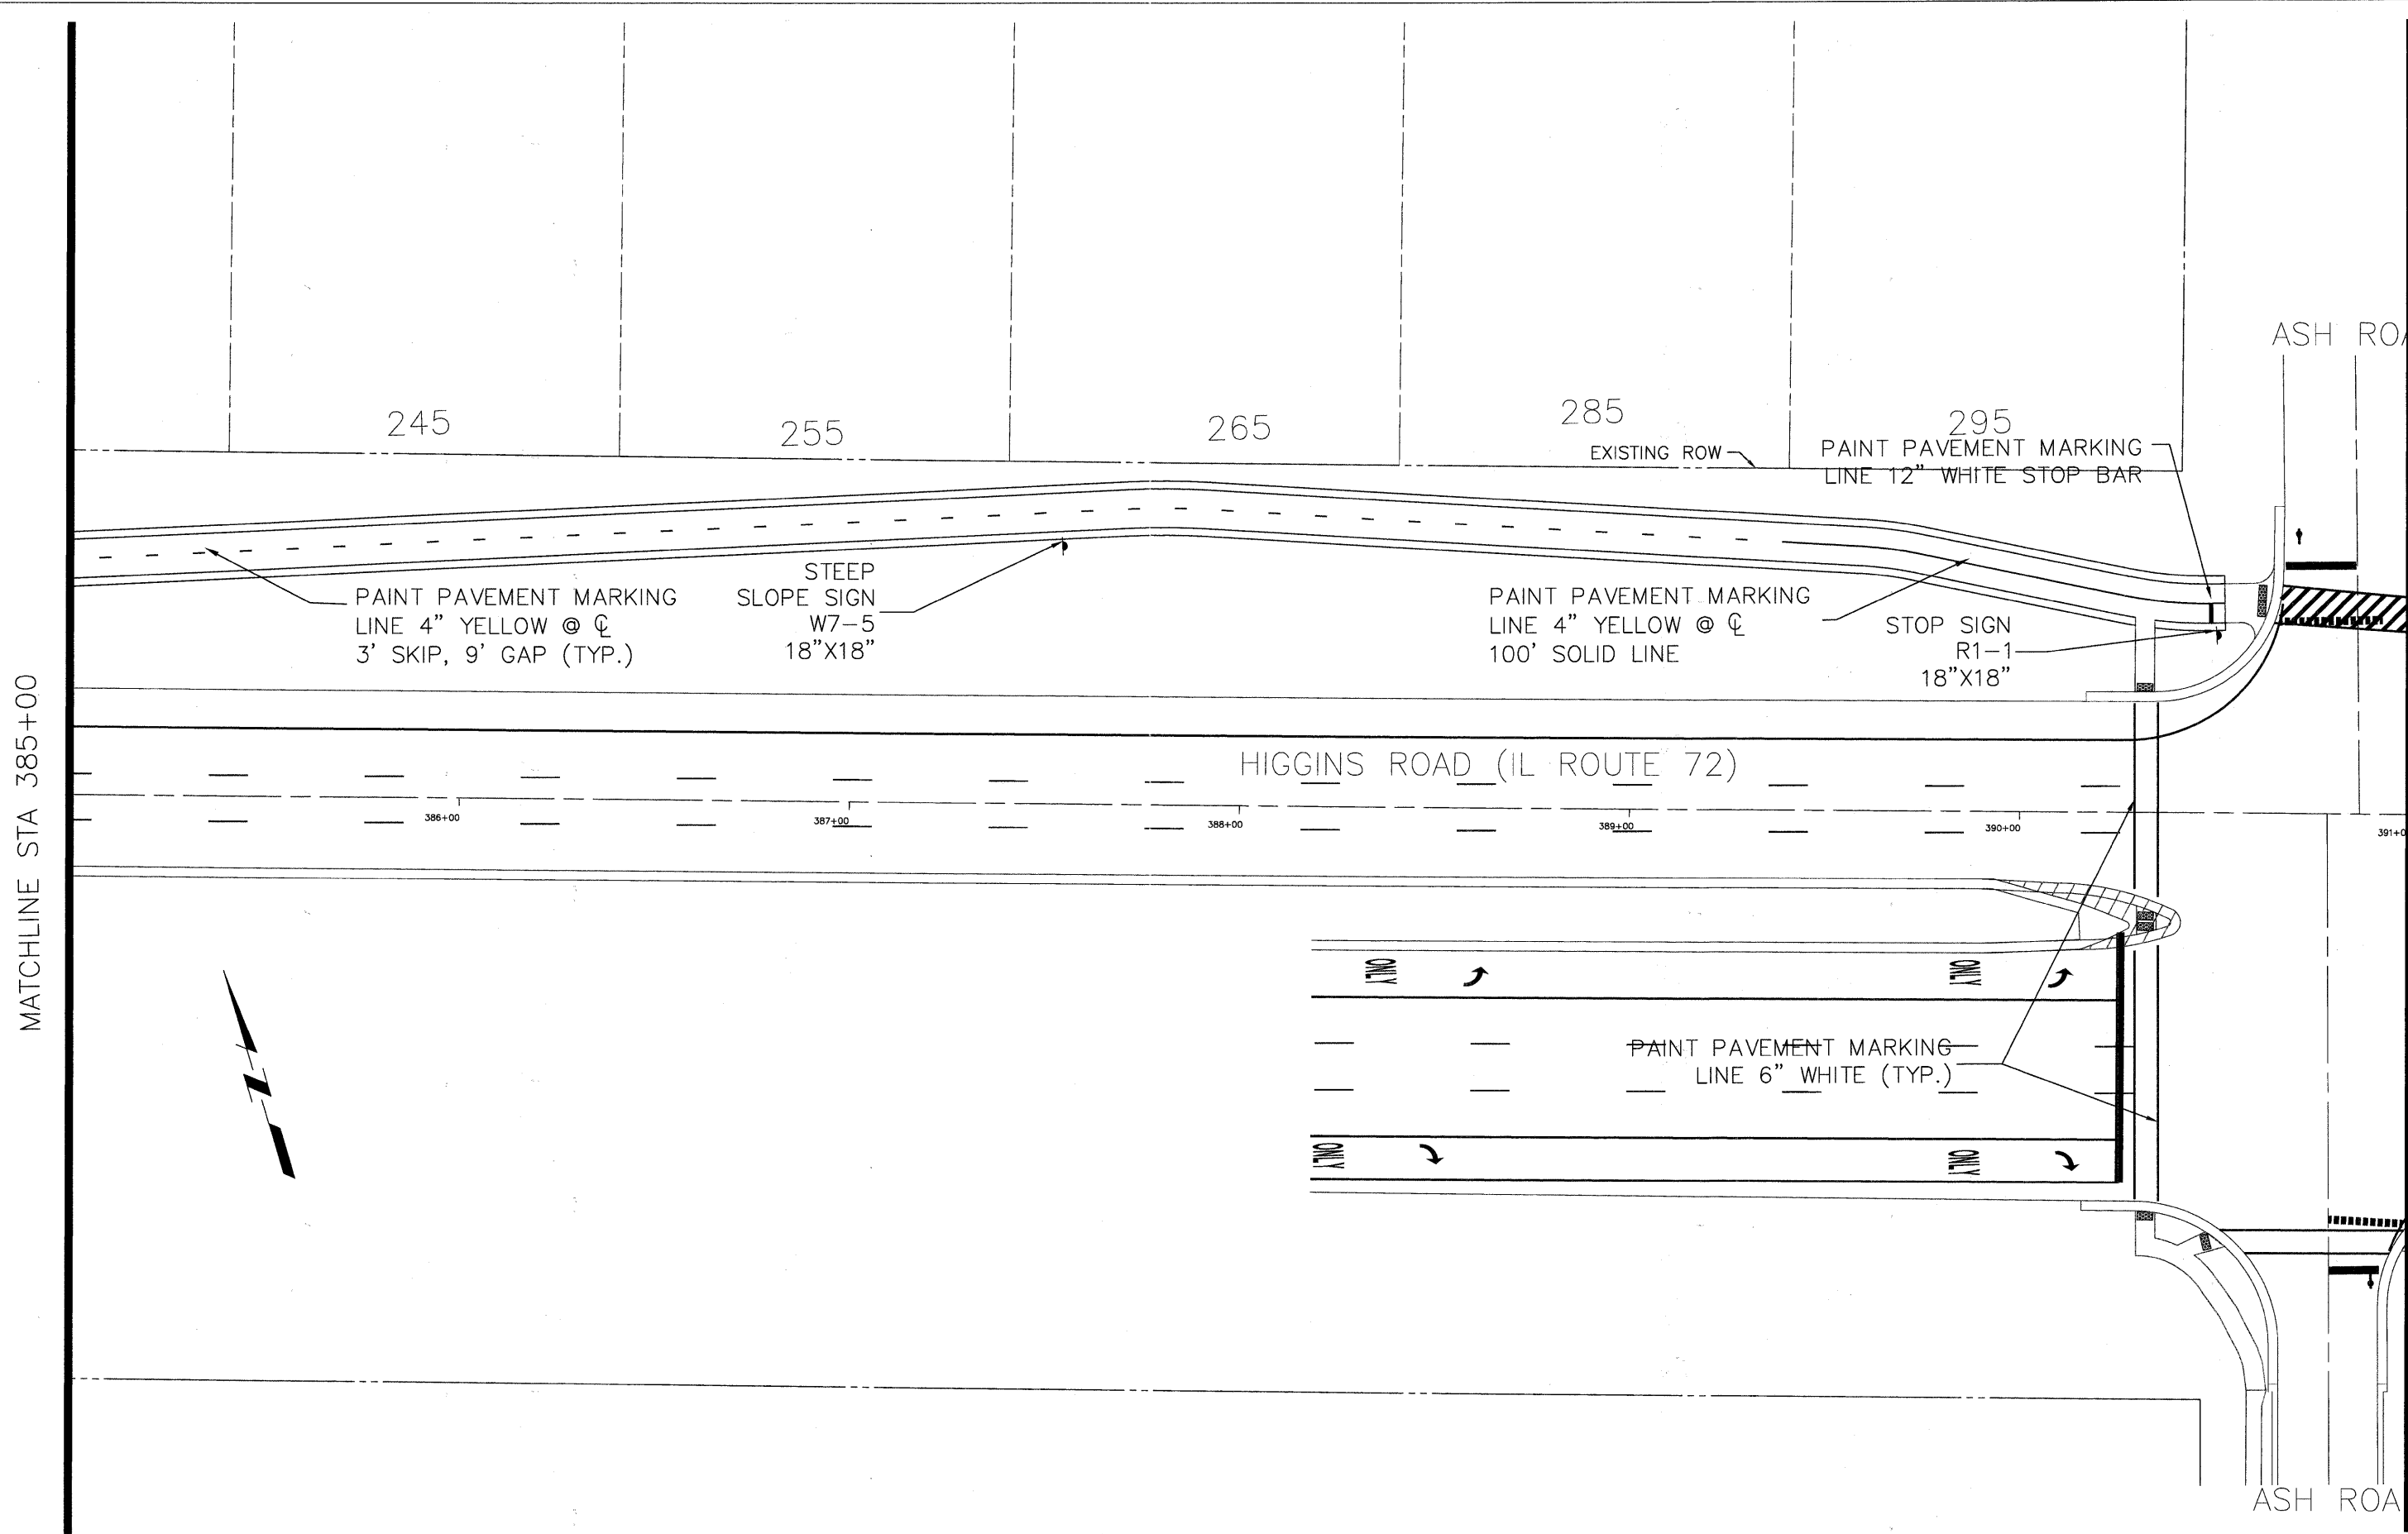 ASH ROA
245
255
265
285
295
EXISTING ROW
PAINT PAVEMENT MARKING
LINE 12" WHITE STOP BAR
PAINT PAVEMENT MARKING
LINE 4" YELLOW @ ℄
3' SKIP, 9' GAP (TYP.)
STEEP
SLOPE SIGN
W7-5
18"X18"
PAINT PAVEMENT MARKING
LINE 4" YELLOW @ ℄
100' SOLID LINE
STOP SIGN
R1-1
18"X18"
MATCHLINE STA 385+00
HIGGINS ROAD (IL ROUTE 72)
386+00
387+00
388+00
389+00
390+00
391+0
ONLY
ONLY
PAINT PAVEMENT MARKING
LINE 6" WHITE (TYP.)
ONLY
ONLY
N
ASH ROA